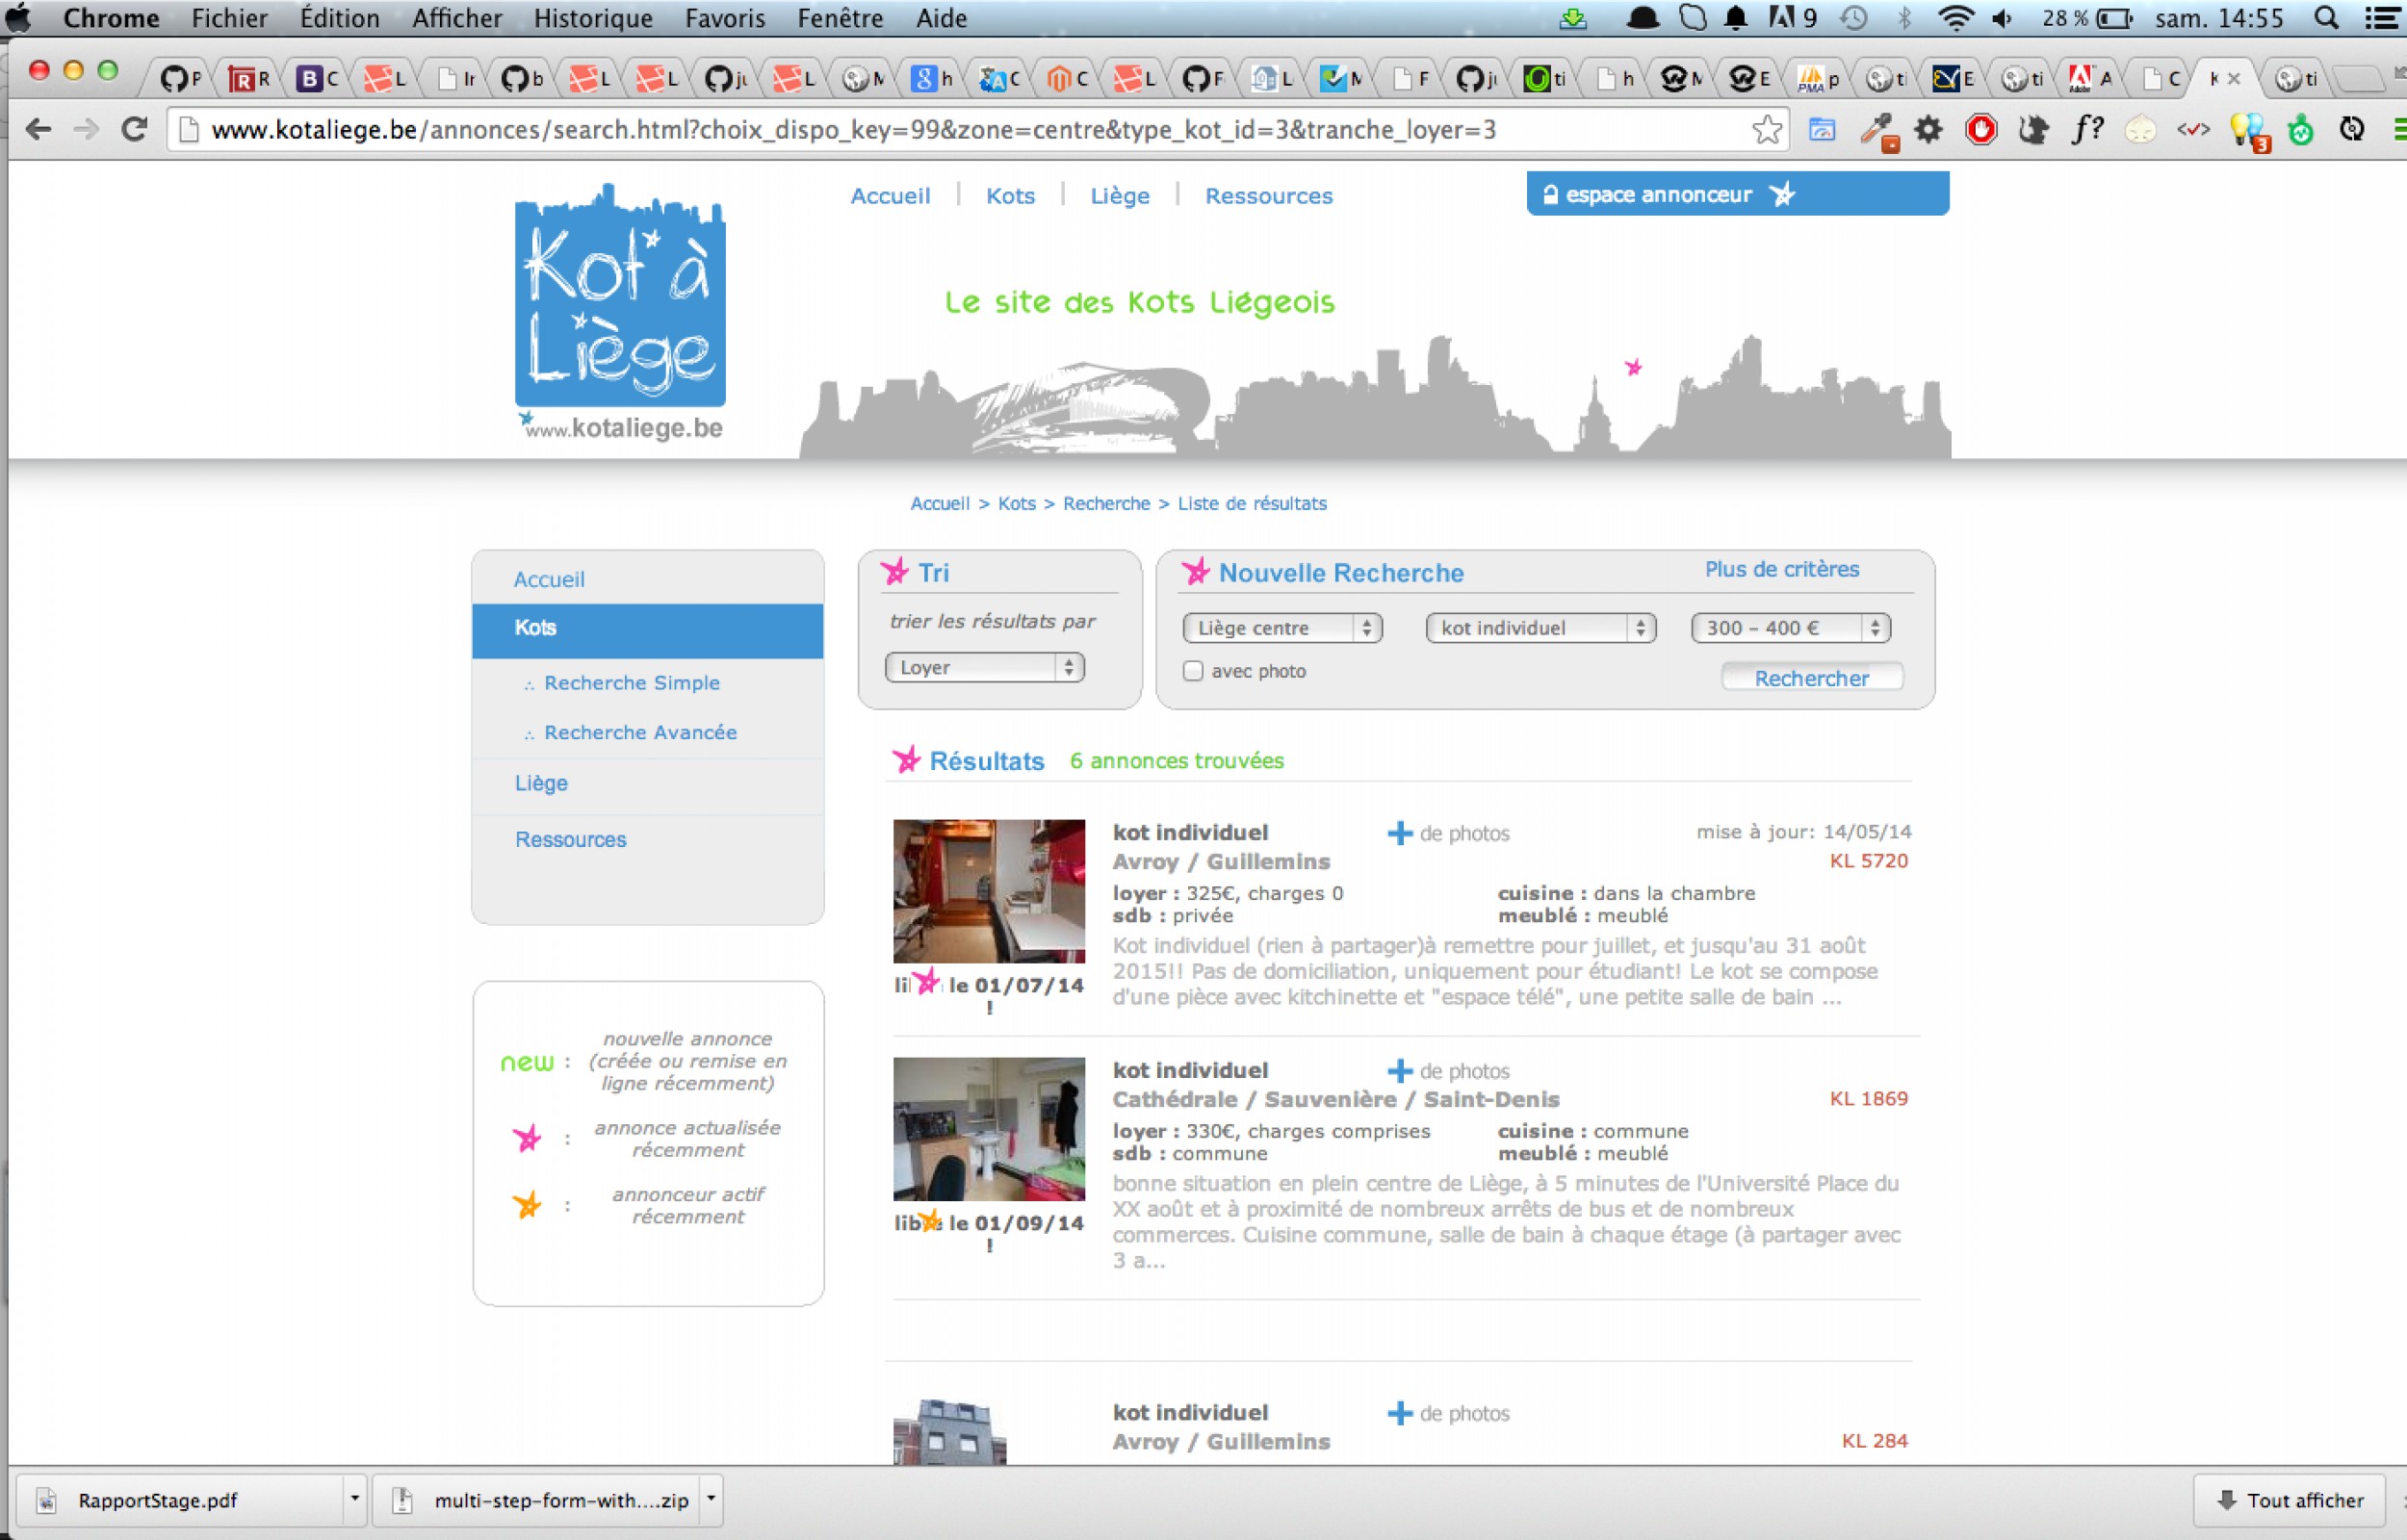 Chrome Fichier Édition Afficher Historique Favoris Fenêtre Aide 9 28 % sam. 14:55
P R C L Ir b L L ju L M h C C L F L M F ju ti h M E p ti E ti A C K ti
www.kotaliege.be/annonces/search.html?choix_dispo_key=99&zone=centre&type_kot_id=3&tranche_loyer=3
f? 3
Accueil Kots Liège Ressources
espace annonceur
Kot à
Liège
www.kotaliege.be
Le site des Kots Liégeois
Accueil > Kots > Recherche > Liste de résultats
Accueil
Kots
Recherche Simple
Recherche Avancée
Liège
Ressources
new : nouvelle annonce
(créée ou remise en
ligne récemment)
: annonce actualisée
récemment
: annonceur actif
récemment
Tri
trier les résultats par
Loyer
Nouvelle Recherche Plus de critères
Liège centre kot individuel 300 - 400 €
avec photo Rechercher
Résultats 6 annonces trouvées
kot individuel + de photos mise à jour: 14/05/14
Avroy / Guillemins KL 5720
loyer : 325€, charges 0 cuisine : dans la chambre
sdb : privée meublé : meublé
Kot individuel (rien à partager)à remettre pour juillet, et jusqu'au 31 août
2015!! Pas de domiciliation, uniquement pour étudiant! Le kot se compose
d'une pièce avec kitchinette et "espace télé", une petite salle de bain ...
le 01/07/14
!
kot individuel + de photos
Cathédrale / Sauvenière / Saint-Denis KL 1869
loyer : 330€, charges comprises cuisine : commune
sdb : commune meublé : meublé
bonne situation en plein centre de Liège, à 5 minutes de l'Université Place du
XX août et à proximité de nombreux arrêts de bus et de nombreux
commerces. Cuisine commune, salle de bain à chaque étage (à partager avec
3 a...
libre le 01/09/14
!
kot individuel + de photos
Avroy / Guillemins KL 284
RapportStage.pdf multi-step-form-with....zip Tout afficher